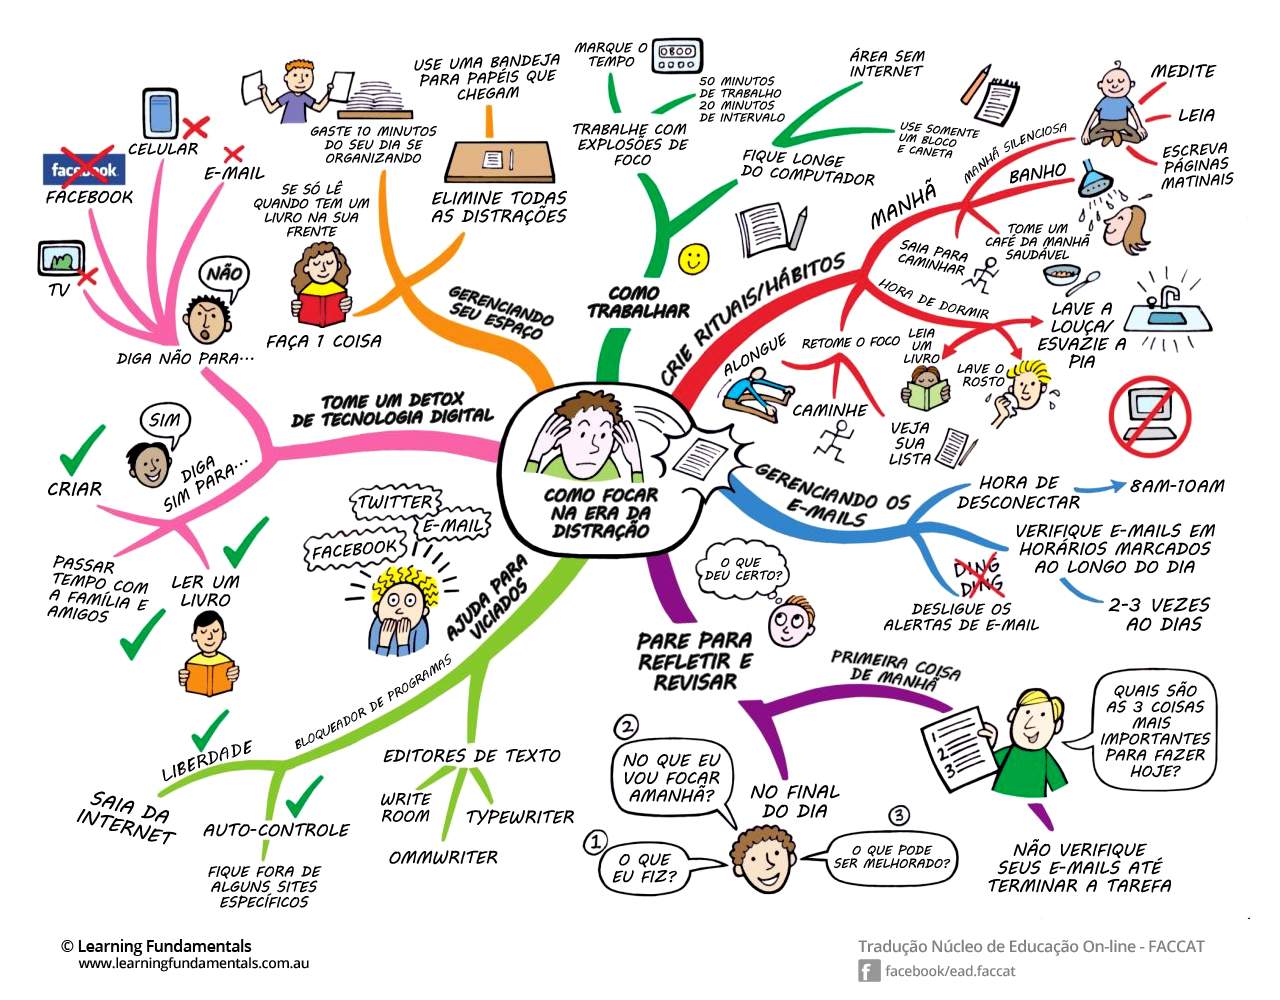 COMO FOCAR
NA ERA DA
DISTRAÇÃO
COMO
TRABALHAR
TRABALHE COM
EXPLOSÕES DE
FOCO
MARQUE O
TEMPO
50 MINUTOS
DE TRABALHO
20 MINUTOS
DE INTERVALO
FIQUE LONGE
DO COMPUTADOR
ÁREA SEM
INTERNET
USE SOMENTE
UM BLOCO
E CANETA
CRIE RITUAIS/HÁBITOS
MANHÃ
MANHÃ SILENCIOSA
MEDITE
LEIA
ESCREVA
PÁGINAS
MATINAIS
BANHO
TOME UM
CAFÉ DA MANHÃ
SAUDÁVEL
SAIA PARA
CAMINHAR
HORA DE DORMIR
LAVE A
LOUÇA/
ESVAZIE A
PIA
LAVE O
ROSTO
LEIA
UM
LIVRO
RETOME O FOCO
ALONGUE
CAMINHE
VEJA
SUA
LISTA
GERENCIANDO OS
E-MAILS
HORA DE
DESCONECTAR
8AM-10AM
VERIFIQUE E-MAILS EM
HORÁRIOS MARCADOS
AO LONGO DO DIA
2-3 VEZES
AO DIAS
DING
DING
DESLIGUE OS
ALERTAS DE E-MAIL
PARE PARA
REFLETIR E
REVISAR
O QUE
DEU CERTO?
PRIMEIRA COISA
DE MANHÃ
1
2
3
QUAIS SÃO
AS 3 COISAS
MAIS
IMPORTANTES
PARA FAZER
HOJE?
NÃO VERIFIQUE
SEUS E-MAILS ATÉ
TERMINAR A TAREFA
NO FINAL
DO DIA
1
O QUE
EU FIZ?
2
NO QUE EU
VOU FOCAR
AMANHÃ?
3
O QUE PODE
SER MELHORADO?
AJUDA PARA
VICIADOS
TWITTER
E-MAIL
FACEBOOK
EDITORES DE TEXTO
WRITE
ROOM
OMMWRITER
TYPEWRITER
BLOQUEADOR DE PROGRAMAS
LIBERDADE
SAIA DA
INTERNET
AUTO-CONTROLE
FIQUE FORA DE
ALGUNS SITES
ESPECÍFICOS
TOME UM DETOX
DE TECNOLOGIA DIGITAL
DIGA NÃO PARA...
NÃO
TV
facebook
FACEBOOK
CELULAR
E-MAIL
DIGA
SIM PARA...
SIM
CRIAR
PASSAR
TEMPO COM
A FAMÍLIA E
AMIGOS
LER UM
LIVRO
GERENCIANDO
SEU ESPAÇO
GASTE 10 MINUTOS
DO SEU DIA SE
ORGANIZANDO
USE UMA BANDEJA
PARA PAPÉIS QUE
CHEGAM
ELIMINE TODAS
AS DISTRAÇÕES
SE SÓ LÊ
QUANDO TEM UM
LIVRO NA SUA
FRENTE
FAÇA 1 COISA
© Learning Fundamentals
www.learningfundamentals.com.au
Tradução Núcleo de Educação On-line - FACCAT
facebook/ead.faccat